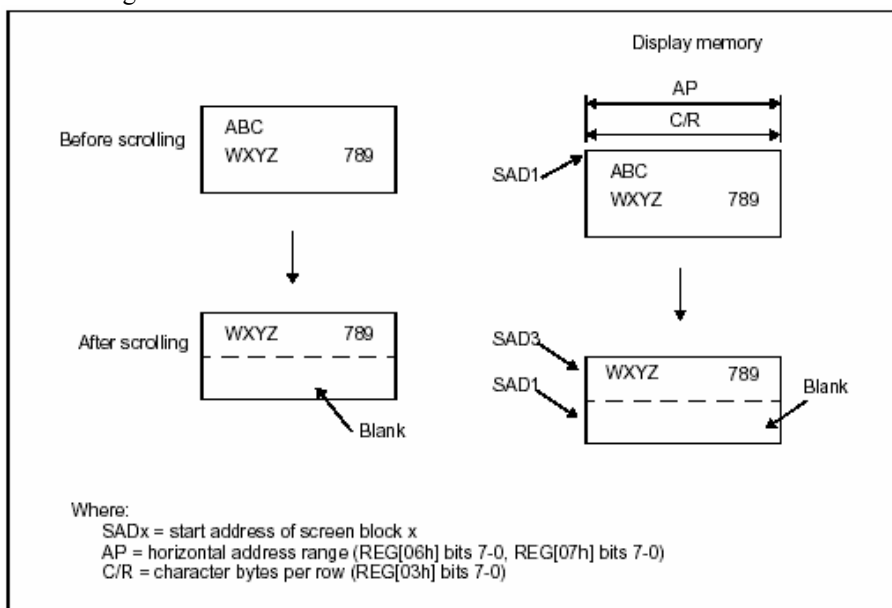 Display memory
AP
C/R
Before scrolling
ABC
WXYZ 789
SAD1
ABC
WXYZ 789
After scrolling
WXYZ 789
Blank
SAD3
SAD1
WXYZ 789
Blank
Where:
SADx = start address of screen block x
AP = horizontal address range (REG[06h] bits 7-0, REG[07h] bits 7-0)
C/R = character bytes per row (REG[03h] bits 7-0)